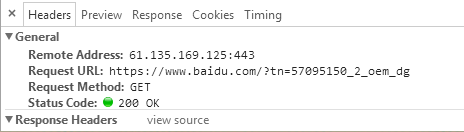 × Headers Preview Response Cookies Timing
▼ General
Remote Address: 61.135.169.125:443
Request URL: https://www.baidu.com/?tn=57095150_2_oem_dg
Request Method: GET
Status Code: 200 OK
▼ Response Headers view source